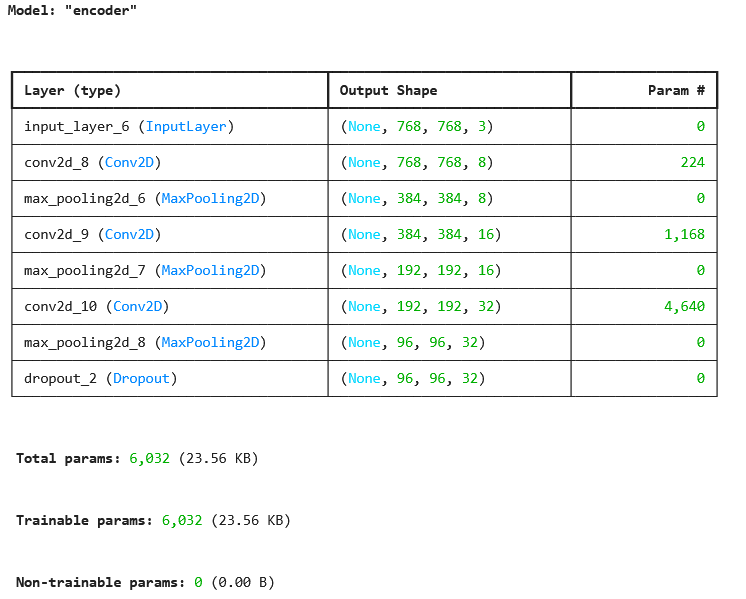 Model: "encoder"
Layer (type) Output Shape Param #
input_layer_6 (InputLayer) (None, 768, 768, 3) 0
conv2d_8 (Conv2D) (None, 768, 768, 8) 224
max_pooling2d_6 (MaxPooling2D) (None, 384, 384, 8) 0
conv2d_9 (Conv2D) (None, 384, 384, 16) 1,168
max_pooling2d_7 (MaxPooling2D) (None, 192, 192, 16) 0
conv2d_10 (Conv2D) (None, 192, 192, 32) 4,640
max_pooling2d_8 (MaxPooling2D) (None, 96, 96, 32) 0
dropout_2 (Dropout) (None, 96, 96, 32) 0
Total params: 6,032 (23.56 KB)
Trainable params: 6,032 (23.56 KB)
Non-trainable params: 0 (0.00 B)